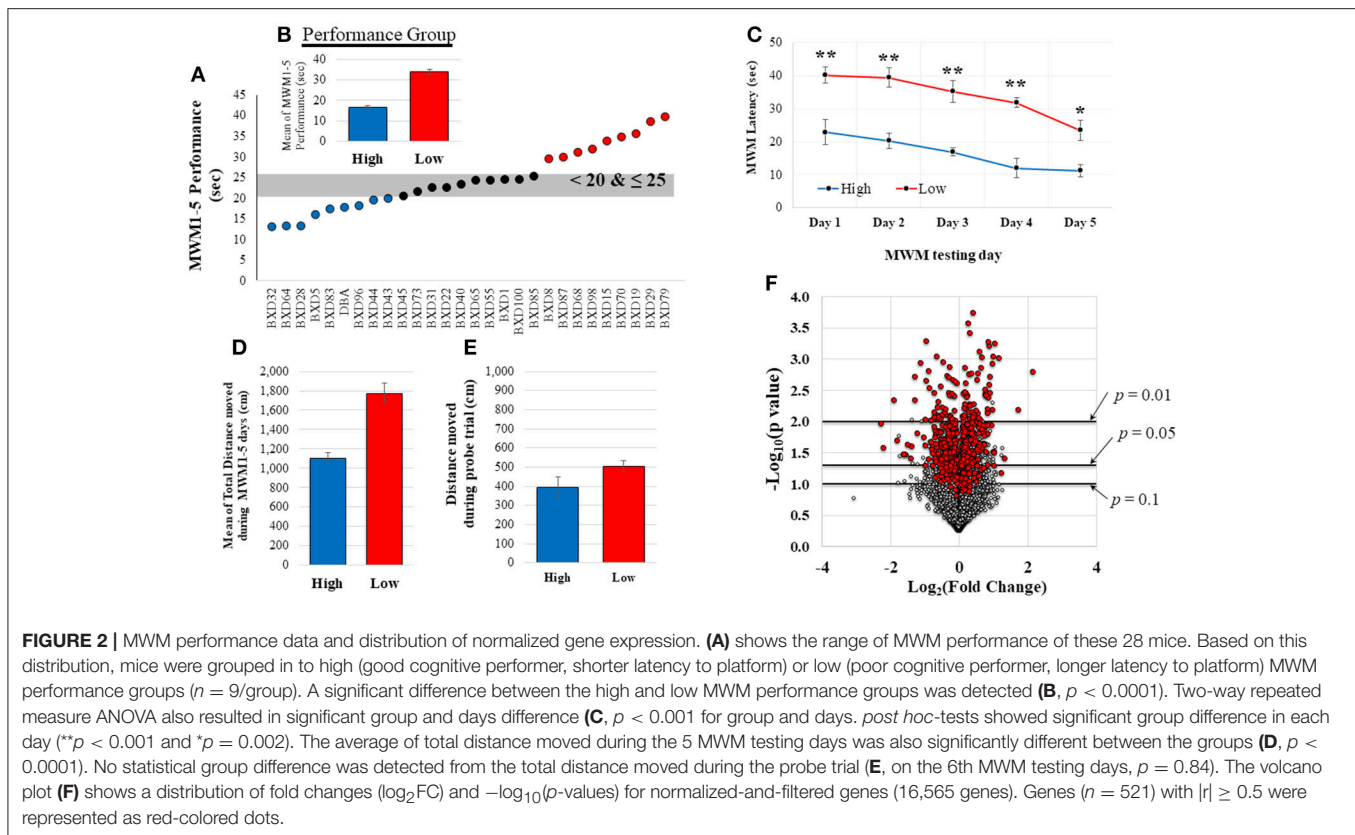 B
Performance Group
Mean of MWM1-5
Performance (sec)
40
30
20
10
0
High
Low
A
MWM1-5 Performance
(sec)
45
40
35
30
25
20
15
10
5
0
< 20 & ≤ 25
BXD32
BXD64
BXD28
BXD5
BXD83
DBA
BXD96
BXD44
BXD43
BXD45
BXD73
BXD31
BXD22
BXD40
BXD65
BXD55
BXD1
BXD100
BXD85
BXD8
BXD87
BXD68
BXD98
BXD15
BXD70
BXD19
BXD29
BXD79
C
MWM Latency (sec)
50
40
30
20
10
0
**
**
**
**
*
High
Low
Day 1
Day 2
Day 3
Day 4
Day 5
MWM testing day
D
Mean of Total Distance moved
during MWM1-5 days (cm)
2,000
1,800
1,600
1,400
1,200
1,000
800
600
400
200
0
High
Low
E
Distance moved
during probe trial (cm)
1,000
900
800
700
600
500
400
300
200
100
0
High
Low
F
-Log10(p value)
4.0
3.5
3.0
2.5
2.0
1.5
1.0
0.5
0.0
-4
-2
0
2
4
Log2(Fold Change)
p = 0.01
p = 0.05
p = 0.1
FIGURE 2 | MWM performance data and distribution of normalized gene expression. (A) shows the range of MWM performance of these 28 mice. Based on this
distribution, mice were grouped in to high (good cognitive performer, shorter latency to platform) or low (poor cognitive performer, longer latency to platform) MWM
performance groups (n = 9/group). A significant difference between the high and low MWM performance groups was detected (B, p < 0.0001). Two-way repeated
measure ANOVA also resulted in significant group and days difference (C, p < 0.001 for group and days. post hoc-tests showed significant group difference in each
day (**p < 0.001 and *p = 0.002). The average of total distance moved during the 5 MWM testing days was also significantly different between the groups (D, p <
0.0001). No statistical group difference was detected from the total distance moved during the probe trial (E, on the 6th MWM testing days, p = 0.84). The volcano
plot (F) shows a distribution of fold changes (log2FC) and −log10(p-values) for normalized-and-filtered genes (16,565 genes). Genes (n = 521) with |r| ≥ 0.5 were
represented as red-colored dots.